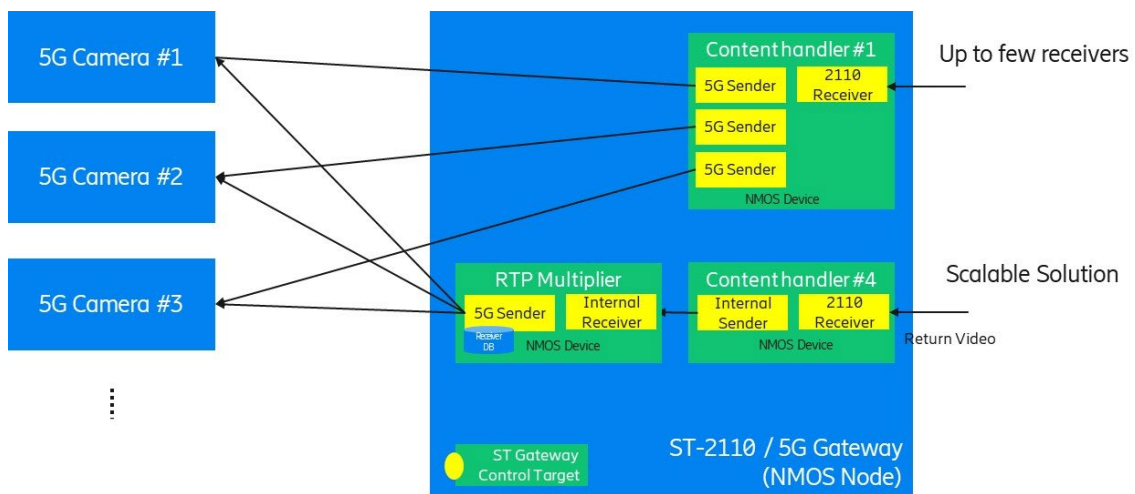 5G Camera #1
5G Camera #2
5G Camera #3
Contenthandler #1
5G Sender
2110
Receiver
5G Sender
5G Sender
NMOS Device
Up to few receivers
RTP Multiplier
5G Sender
Internal
Receiver
Receiver
DB
NMOS Device
Contenthandler #4
Internal
Sender
2110
Receiver
NMOS Device
Scalable Solution
Return Video
ST Gateway
Control Target
ST-2110 / 5G Gateway
(NMOS Node)